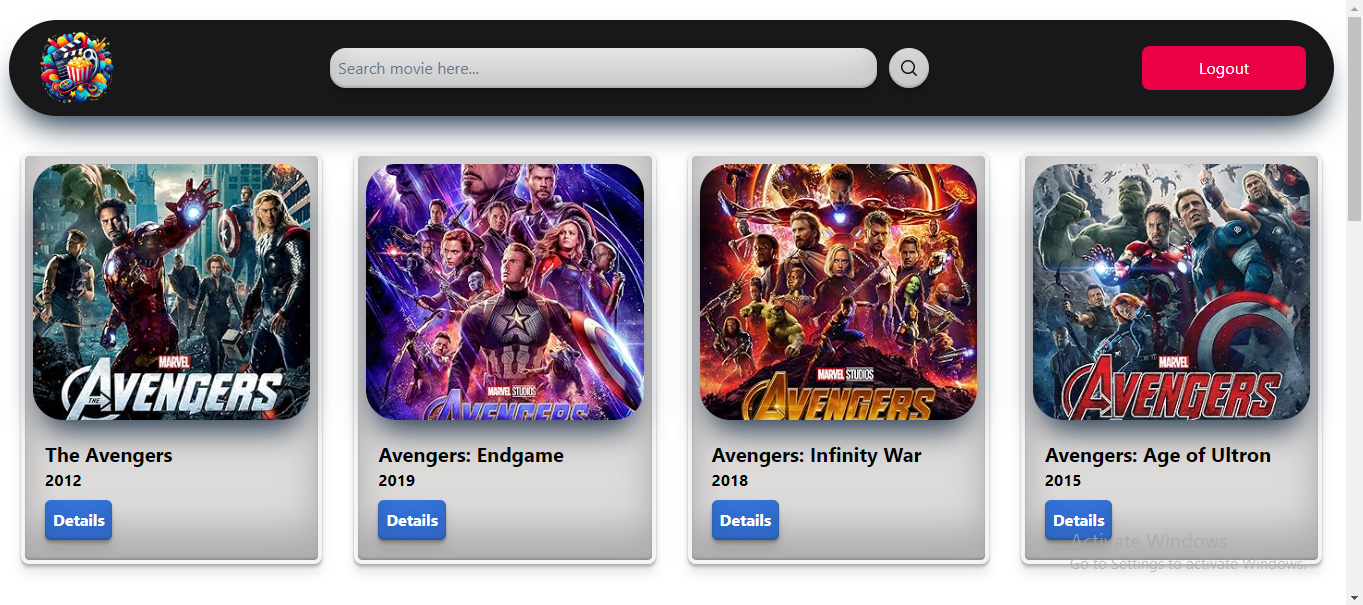 Search movie here...
Logout
MARVEL
THE AVENGERS
MARVEL STUDIOS
AVENGERS
MARVEL STUDIOS
AVENGERS
MARVEL
AVENGERS
The Avengers
2012
Details
Avengers: Endgame
2019
Details
Avengers: Infinity War
2018
Details
Avengers: Age of Ultron
2015
Details
Activate Windows
Go to Settings to activate Windows.